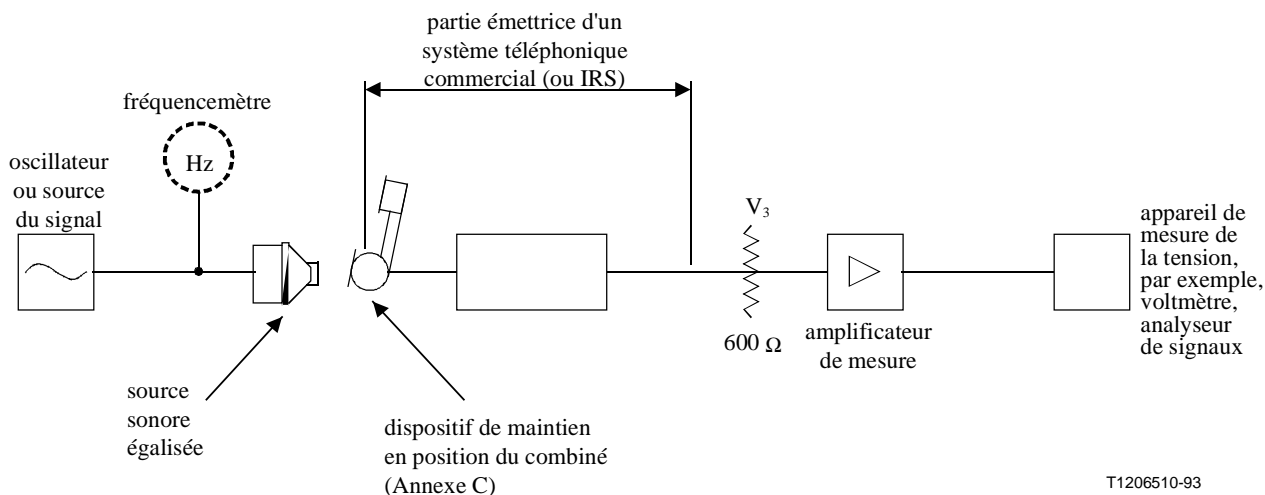 partie émettrice d'un
système téléphonique
commercial (ou IRS)
fréquencemètre
Hz
oscillateur
ou source
du signal
V3
600 Ω
amplificateur
de mesure
appareil de
mesure de
la tension,
par exemple,
voltmètre,
analyseur
de signaux
source
sonore
égalisée
dispositif de maintien
en position du combiné
(Annexe C)
T1206510-93